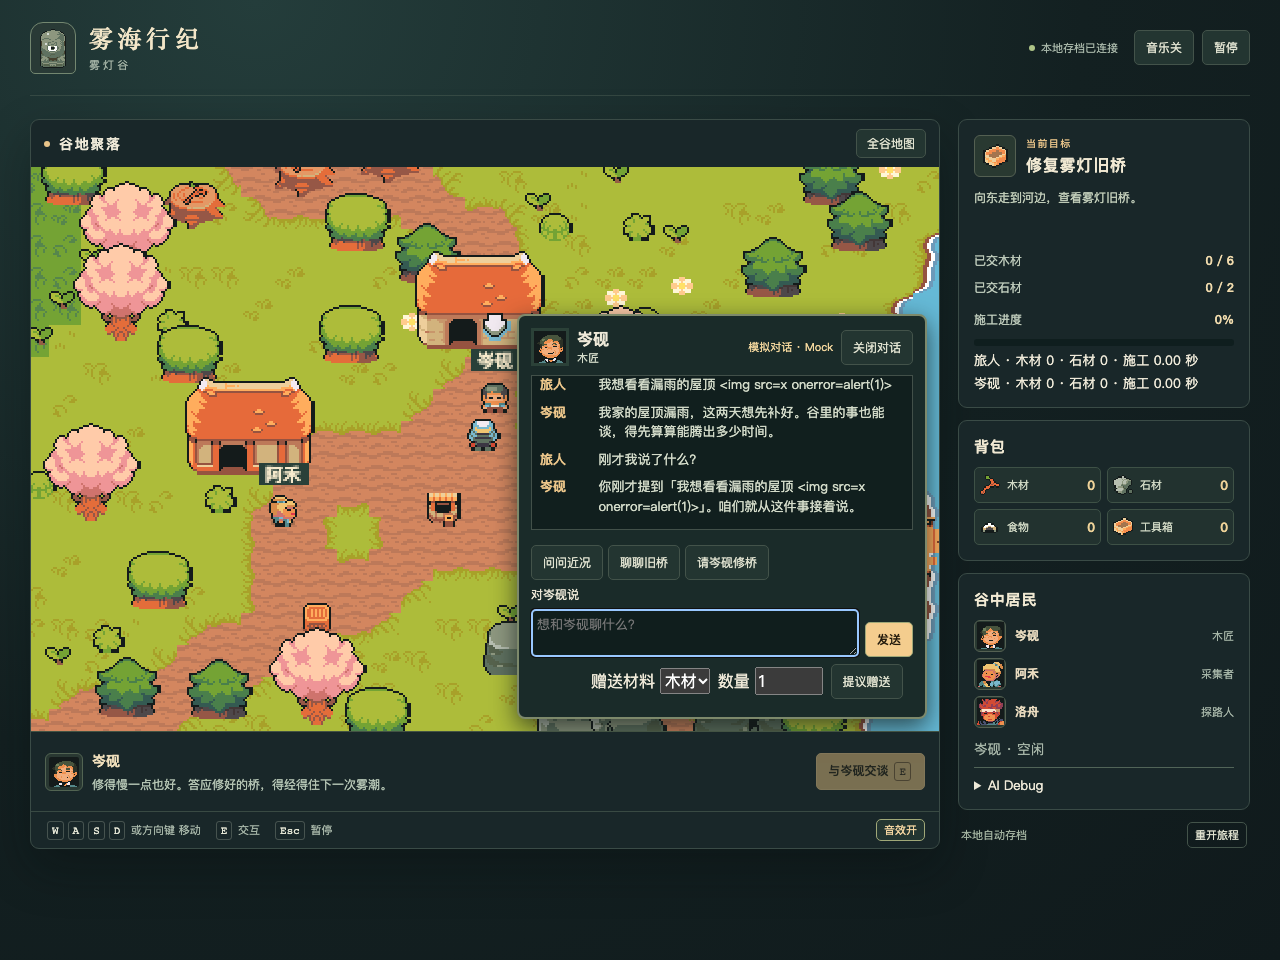 雾海行纪
雾灯谷
本地存档已连接
音乐关
暂停
谷地聚落
全谷地图
岑砚
阿禾
岑砚
木匠
模拟对话 · Mock
关闭对话
旅人 我想看看漏雨的屋顶 <img src=x onerror=alert(1)>
岑砚 我家的屋顶漏雨，这两天想先补好。谷里的事也能
谈，得先算算能腾出多少时间。
旅人 刚才我说了什么？
岑砚 你刚才提到「我想看看漏雨的屋顶 <img src=x
onerror=alert(1)>」。咱们就从这件事接着说。
问问近况
聊聊旧桥
请岑砚修桥
对岑砚说
想和岑砚聊什么？
发送
赠送材料 木材 数量 1 提议赠送
岑砚
修得慢一点也好。答应修好的桥，得经得住下一次雾潮。
与岑砚交谈 E
W A S D 或方向键 移动 E 交互 Esc 暂停
音效开
当前目标
修复雾灯旧桥
向东走到河边，查看雾灯旧桥。
已交木材 0 / 6
已交石材 0 / 2
施工进度 0%
旅人 · 木材 0 · 石材 0 · 施工 0.00 秒
岑砚 · 木材 0 · 石材 0 · 施工 0.00 秒
背包
木材 0
石材 0
食物 0
工具箱 0
谷中居民
岑砚 木匠
阿禾 采集者
洛舟 探路人
岑砚 · 空闲
AI Debug
本地自动存档
重开旅程